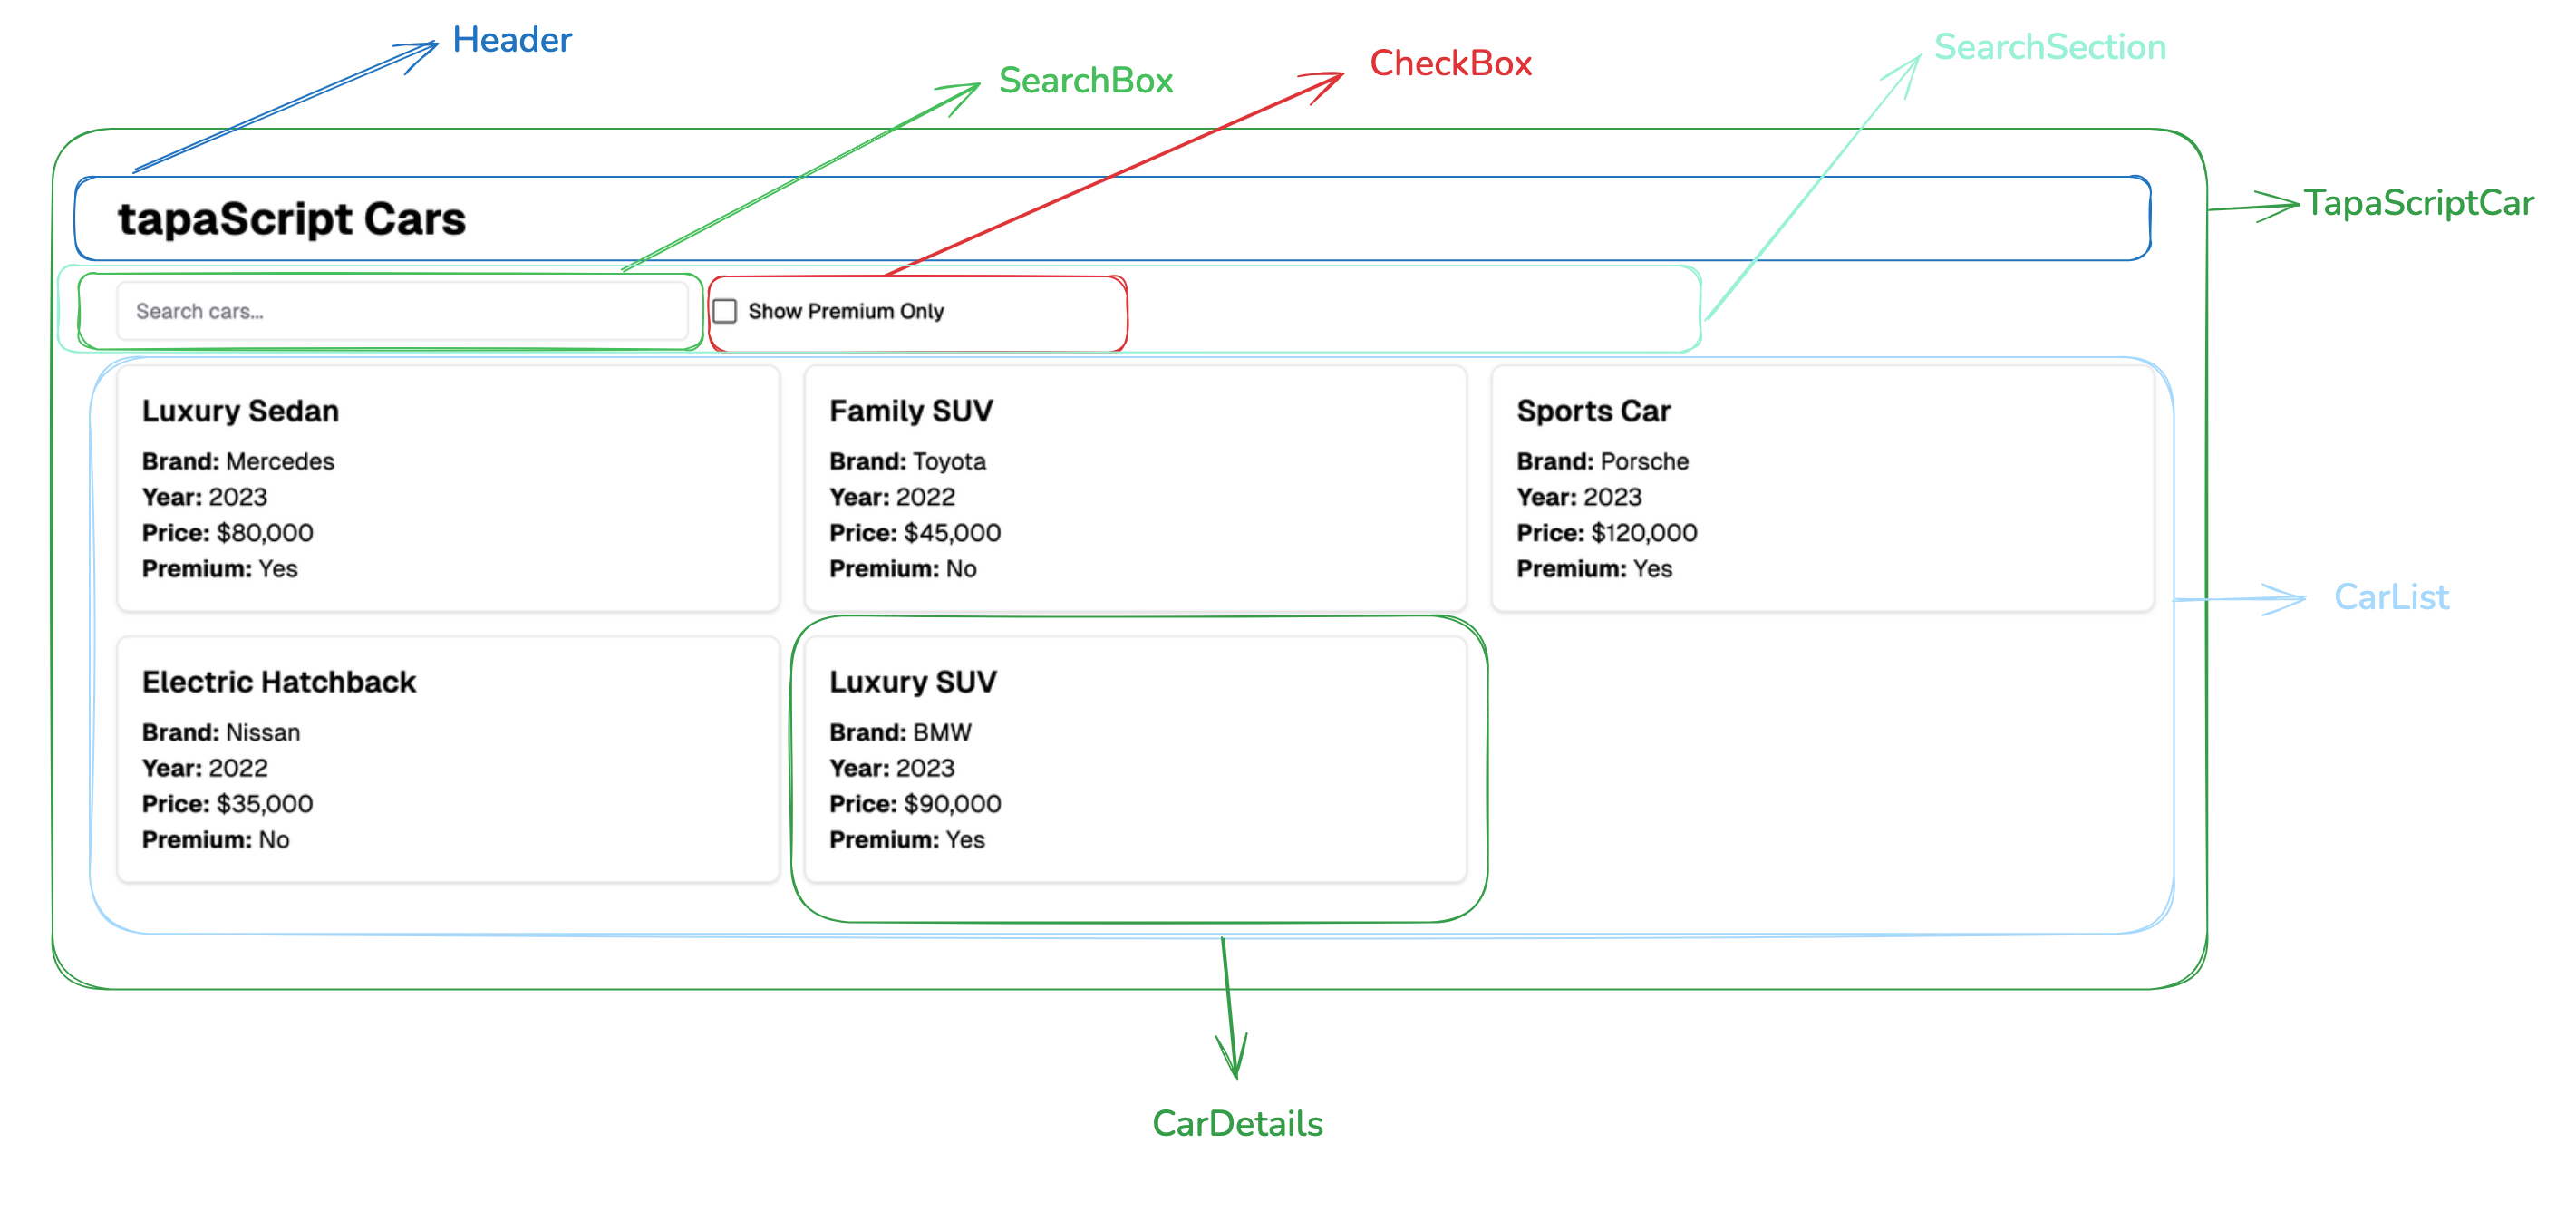 Header
SearchBox
CheckBox
SearchSection
TapaScriptCar
tapaScript Cars
Search cars...
Show Premium Only
Luxury Sedan
Brand: Mercedes
Year: 2023
Price: $80,000
Premium: Yes
Family SUV
Brand: Toyota
Year: 2022
Price: $45,000
Premium: No
Sports Car
Brand: Porsche
Year: 2023
Price: $120,000
Premium: Yes
CarList
Electric Hatchback
Brand: Nissan
Year: 2022
Price: $35,000
Premium: No
Luxury SUV
Brand: BMW
Year: 2023
Price: $90,000
Premium: Yes
CarDetails